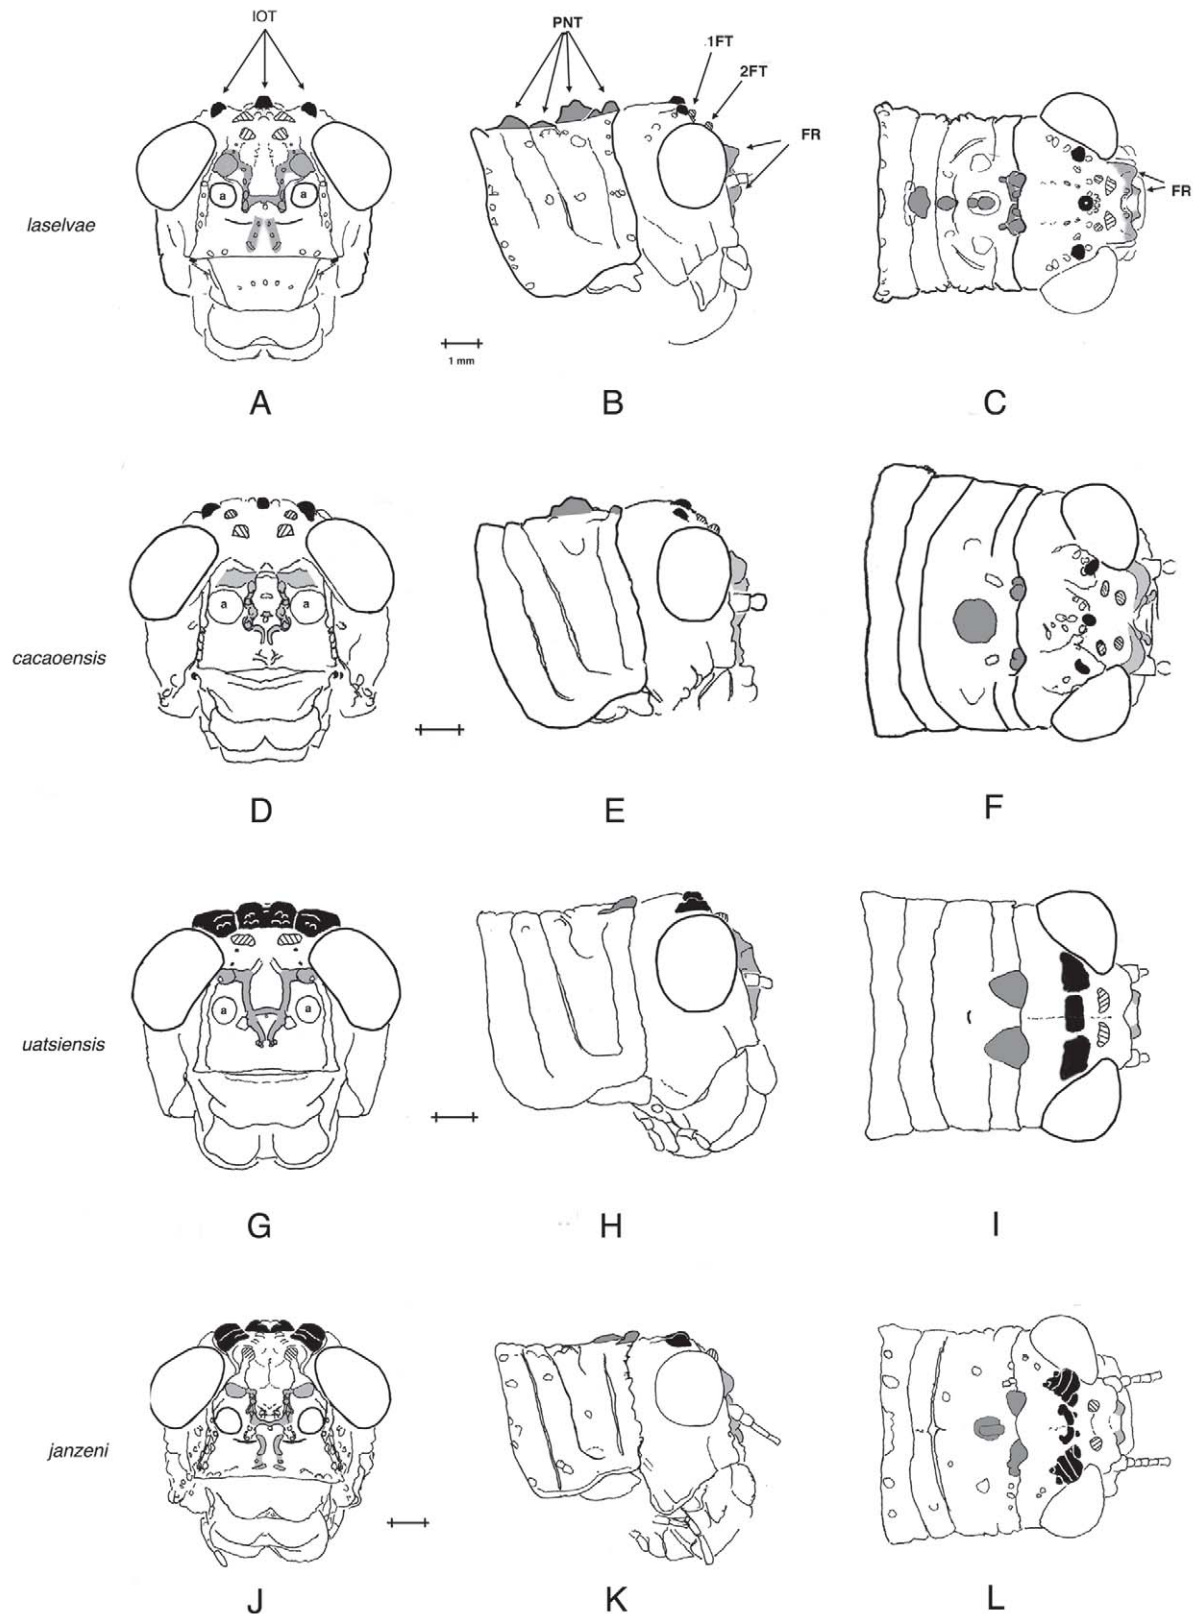 IOT
PNT
1FT
2FT
FR
FR
a a
laselvae
1 mm
A B C
a a
cacaoensis
D E F
a a
uatsiensis
G H I
janzeni
J K L